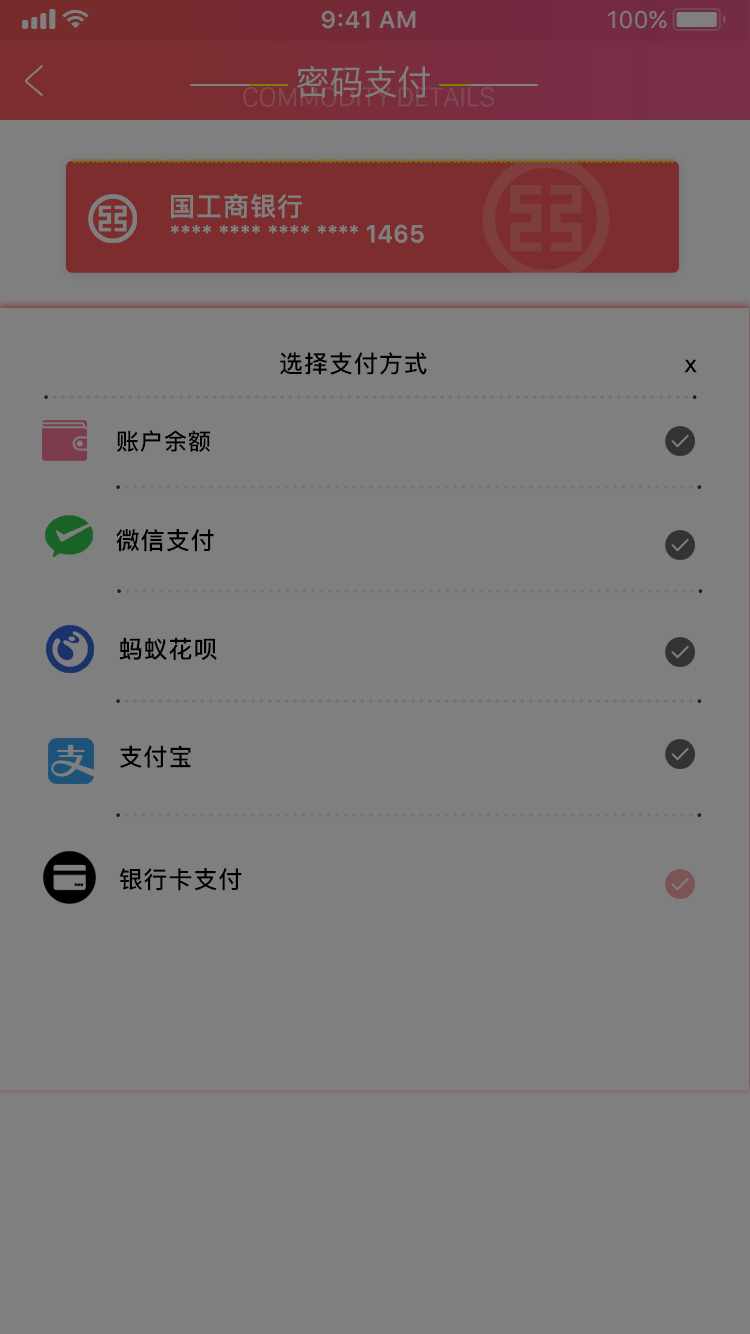 9:41 AM 100%
密码支付
COMMODITY DETAILS
国工商银行
**** **** **** **** 1465
选择支付方式 x
账户余额
微信支付
蚂蚁花呗
支付宝
银行卡支付